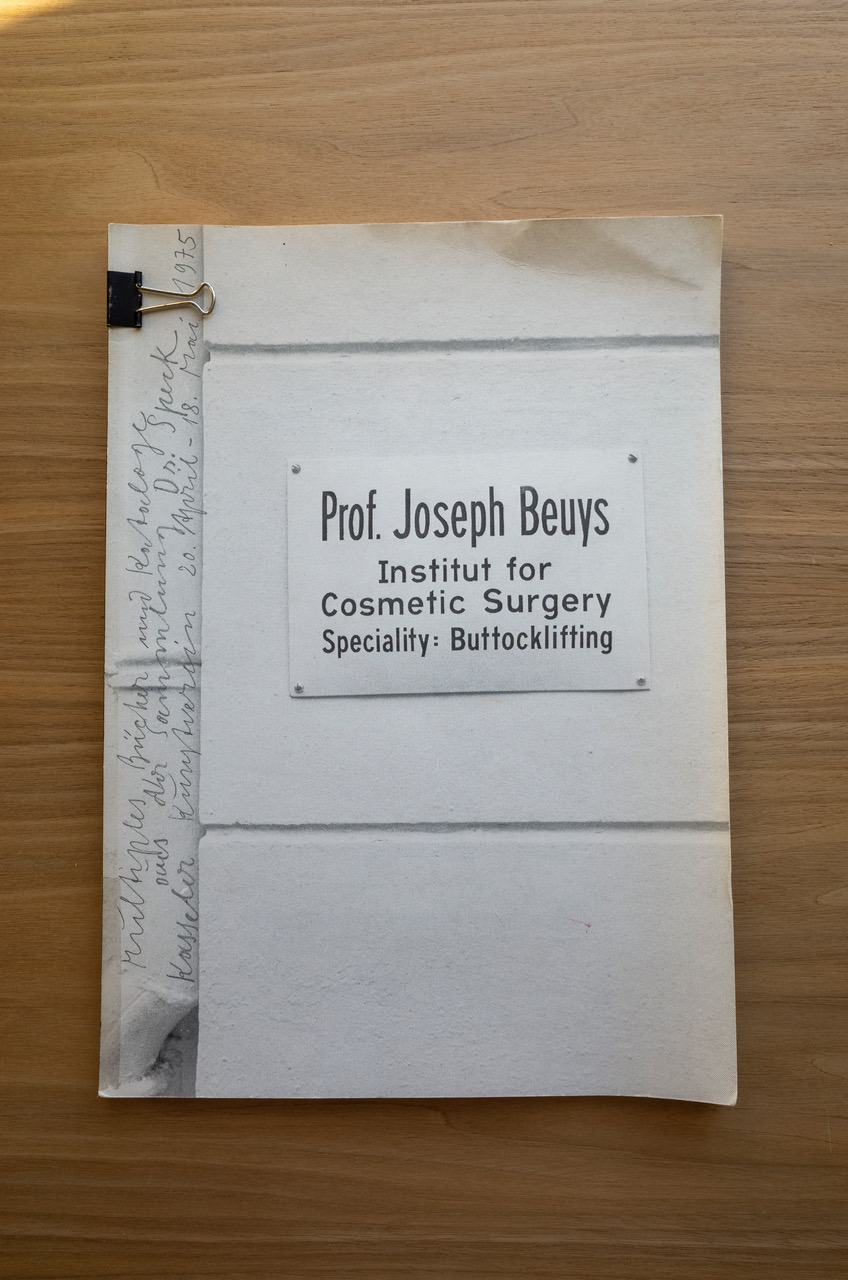 Multiples Bücher und Kataloge
aus der Sammlung Dr. Speck
Kasseler Kunstverein 20. April - 18. Mai 1975
Prof. Joseph Beuys
Institut for
Cosmetic Surgery
Speciality: Buttocklifting